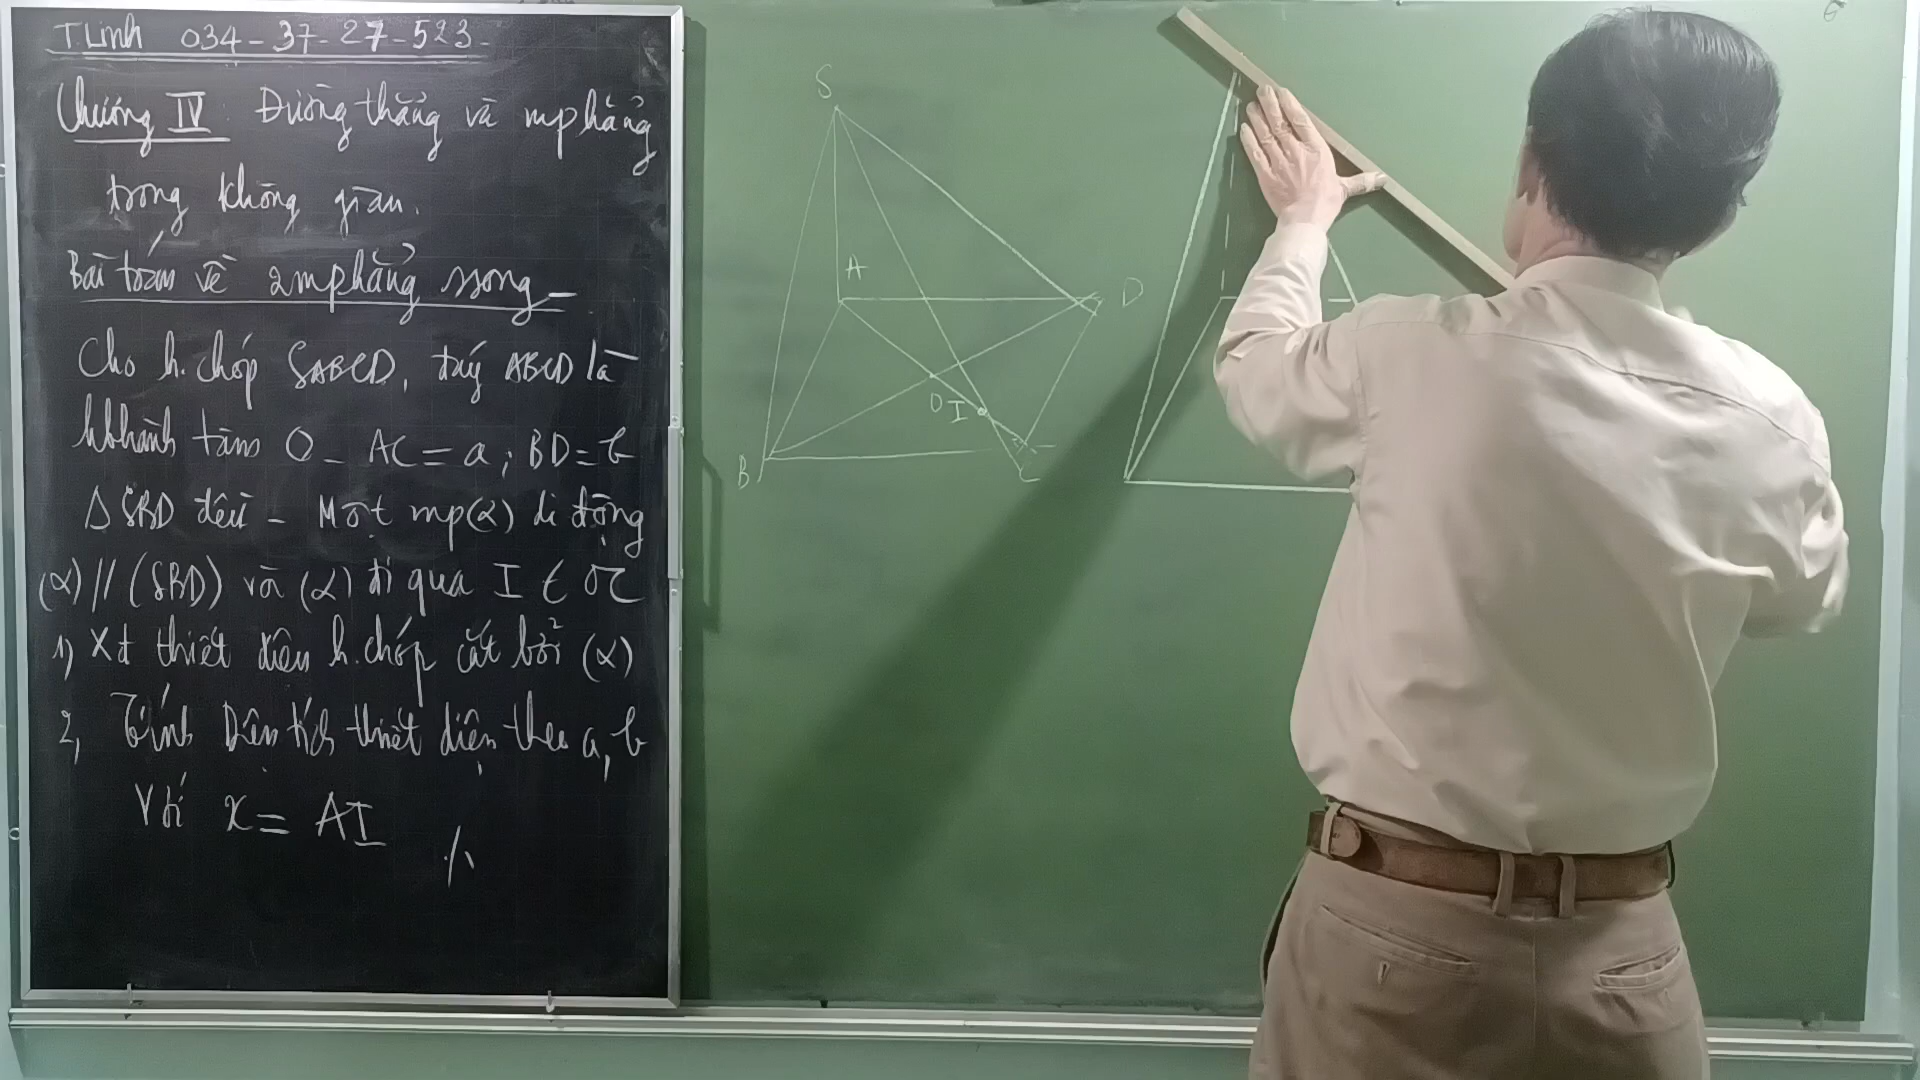 T.Linh 034-37-27-523-
Chương IV: Đường thẳng và mphẳng
trong không gian.
Bài toán về 2mphẳng song-
Cho h.chóp SABCD, đáy ABCD là
hbhành tâm O- AC=a; BD=b
ΔSBD đều - Một mp(α) di động
(α)//(SBD) và (α) đi qua I ∈ OC
1) Xđ thiết diện h.chóp cắt bởi (α)
2, Tính Diện tích thiết diện theo a, b
Với x = AI
S
A
D
O I
B
C